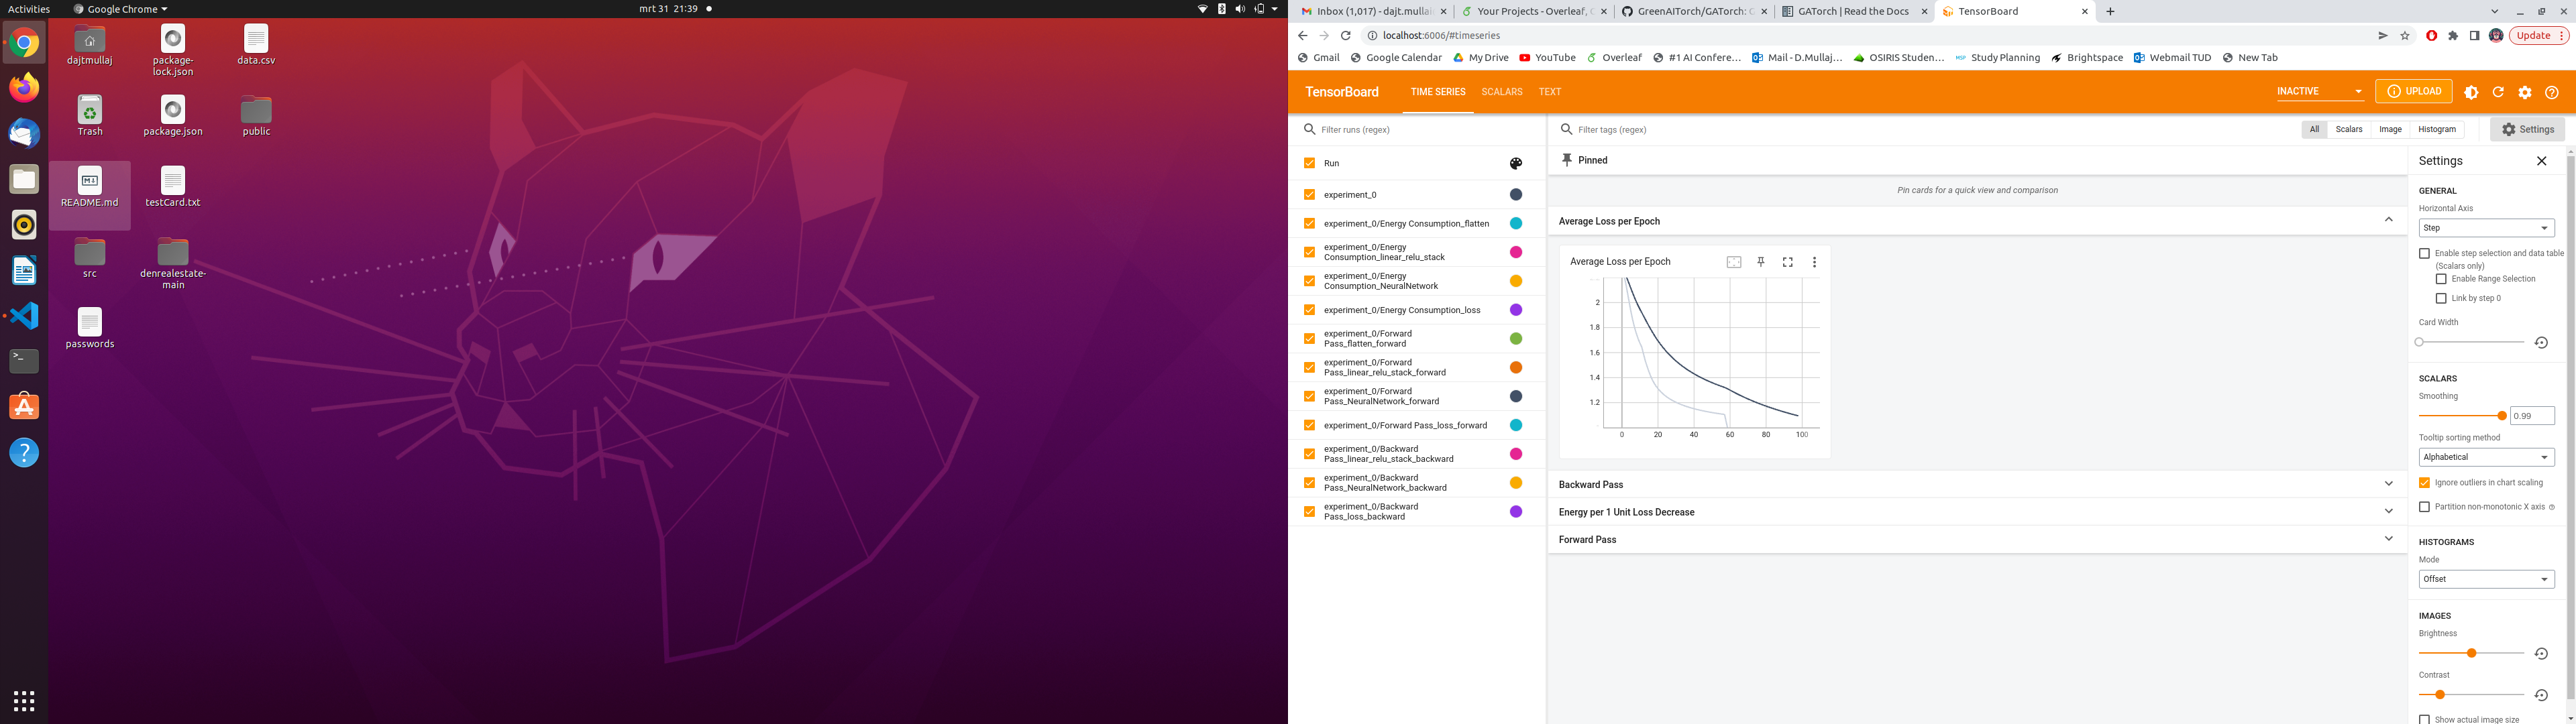 Activities
Google Chrome
mrt 31 21:39
dajtmullaj
package-
lock.json
data.csv
Trash
package.json
public
README.md
testCard.txt
src
denrealestate-
main
passwords
Inbox (1,017) - dajt.mullai
Your Projects - Overleaf,
GreenAITorch/GATorch:
GATorch | Read the Docs
TensorBoard
localhost:6006/#timeseries
Update
Gmail
Google Calendar
My Drive
YouTube
Overleaf
#1 AI Confere…
Mail - D.Mullaj…
OSIRIS Studen…
Study Planning
Brightspace
Webmail TUD
New Tab
TensorBoard
TIME SERIES
SCALARS
TEXT
INACTIVE
UPLOAD
Filter runs (regex)
Filter tags (regex)
All
Scalars
Image
Histogram
Settings
Run
experiment_0
experiment_0/Energy Consumption_flatten
experiment_0/Energy
Consumption_linear_relu_stack
experiment_0/Energy
Consumption_NeuralNetwork
experiment_0/Energy Consumption_loss
experiment_0/Forward
Pass_flatten_forward
experiment_0/Forward
Pass_linear_relu_stack_forward
experiment_0/Forward
Pass_NeuralNetwork_forward
experiment_0/Forward Pass_loss_forward
experiment_0/Backward
Pass_linear_relu_stack_backward
experiment_0/Backward
Pass_NeuralNetwork_backward
experiment_0/Backward
Pass_loss_backward
Pinned
Pin cards for a quick view and comparison
Average Loss per Epoch
Average Loss per Epoch
2
1.8
1.6
1.4
1.2
0 20 40 60 80 100
Backward Pass
Energy per 1 Unit Loss Decrease
Forward Pass
Settings
GENERAL
Horizontal Axis
Step
Enable step selection and data table
(Scalars only)
Enable Range Selection
Link by step 0
Card Width
SCALARS
Smoothing
0.99
Tooltip sorting method
Alphabetical
Ignore outliers in chart scaling
Partition non-monotonic X axis
HISTOGRAMS
Mode
Offset
IMAGES
Brightness
Contrast
Show actual image size